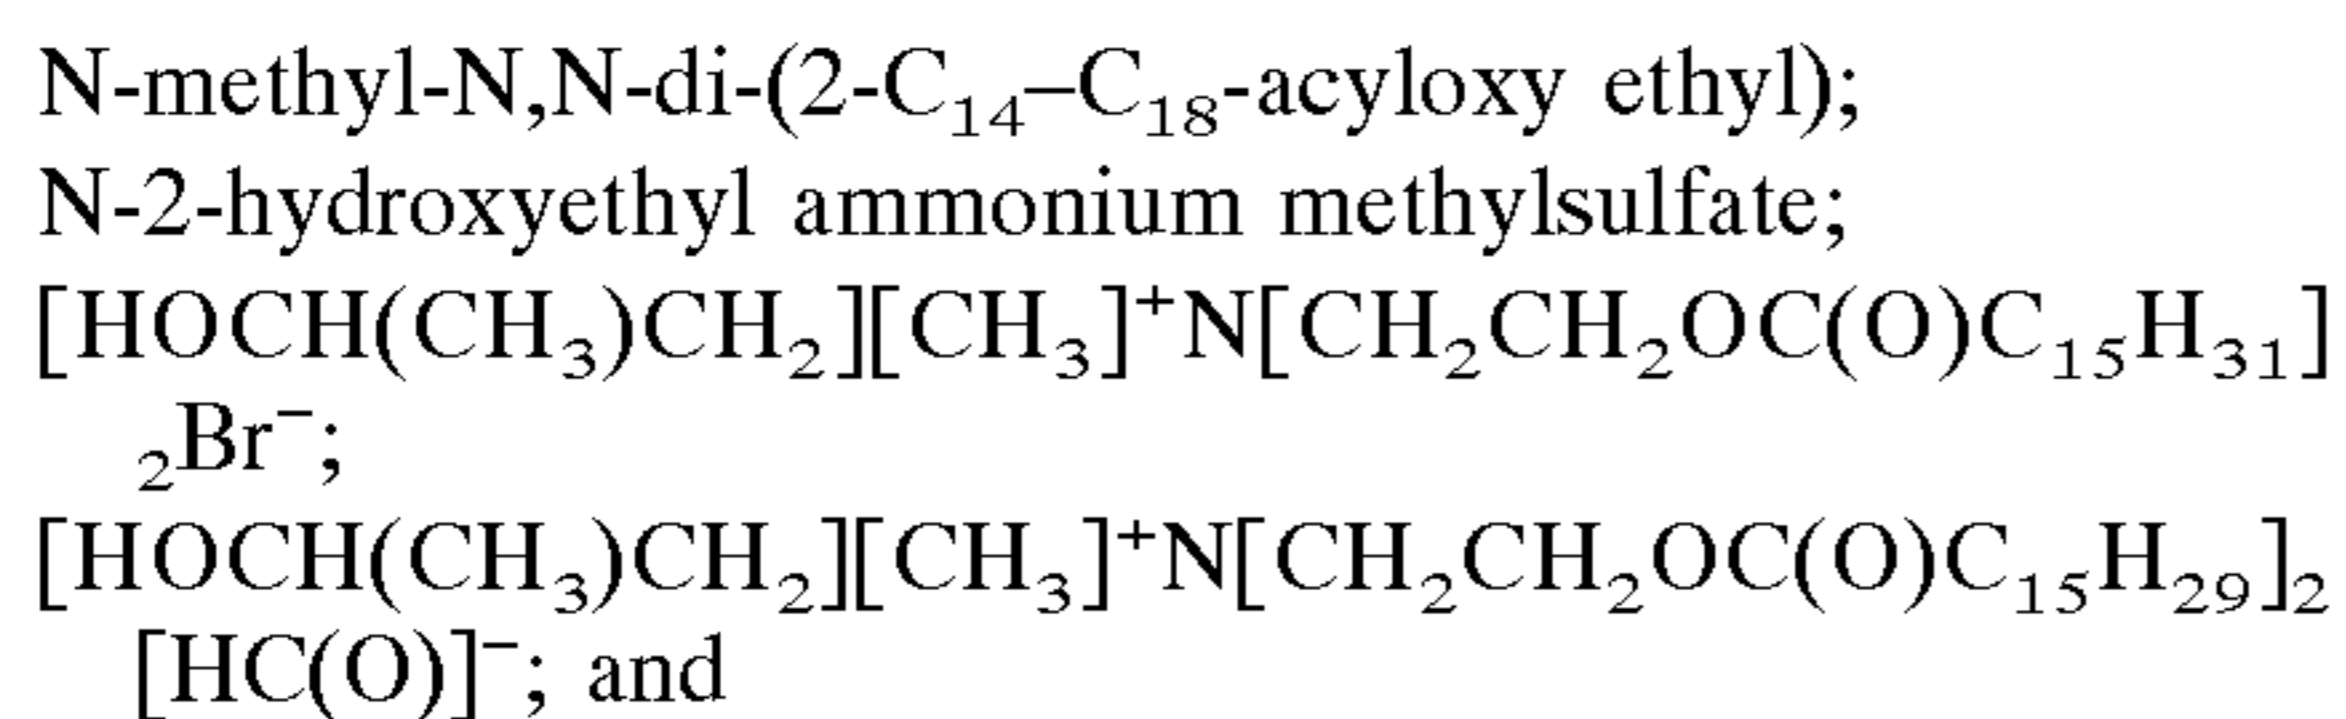 N-methyl-N,N-di-(2-C₁₄–C₁₈-acyloxy ethyl);
N-2-hydroxyethyl ammonium methylsulfate;
[HOCH(CH₃)CH₂][CH₃]⁺N[CH₂CH₂OC(O)C₁₅H₃₁]
₂Br⁻;
[HOCH(CH₃)CH₂][CH₃]⁺N[CH₂CH₂OC(O)C₁₅H₂₉]₂
[HC(O)]⁻; and